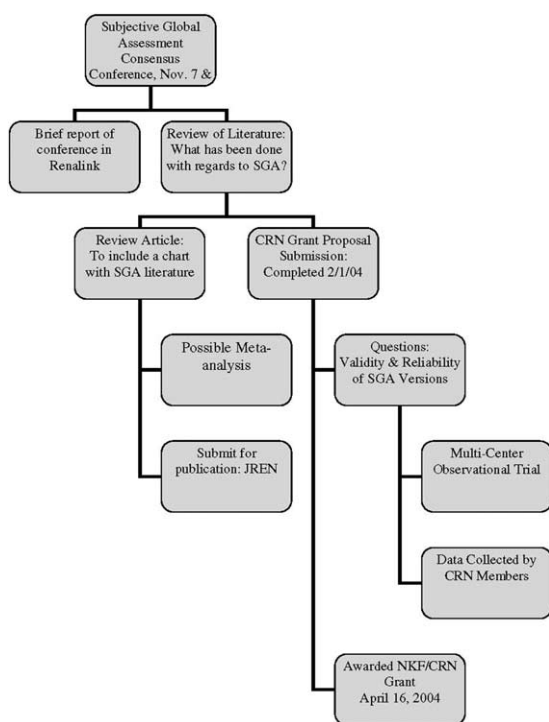 Subjective Global
Assessment
Consensus
Conference, Nov. 7 &
Brief report of
conference in
Renalink
Review of Literature:
What has been done
with regards to SGA?
Review Article:
To include a chart
with SGA literature
CRN Grant Proposal
Submission:
Completed 2/1/04
Possible Meta-
analysis
Submit for
publication: JREN
Questions:
Validity & Reliability
of SGA Versions
Multi-Center
Observational Trial
Data Collected by
CRN Members
Awarded NKF/CRN
Grant
April 16, 2004